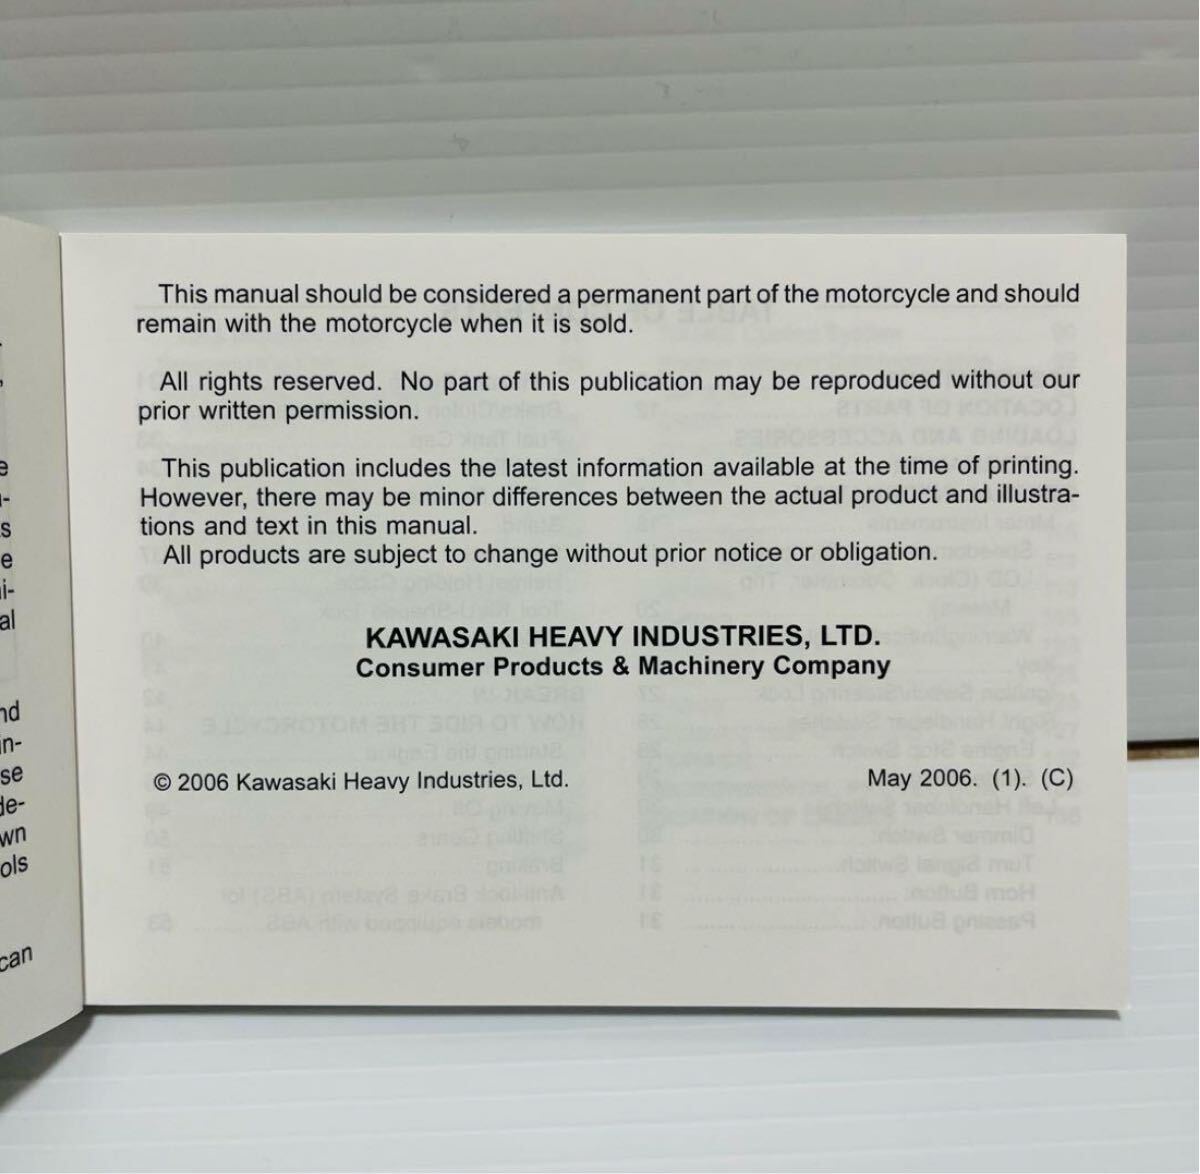 This manual should be considered a permanent part of the motorcycle and should
remain with the motorcycle when it is sold.
All rights reserved. No part of this publication may be reproduced without our
prior written permission.
This publication includes the latest information available at the time of printing.
However, there may be minor differences between the actual product and illustra-
tions and text in this manual.
All products are subject to change without prior notice or obligation.
KAWASAKI HEAVY INDUSTRIES, LTD.
Consumer Products & Machinery Company
© 2006 Kawasaki Heavy Industries, Ltd.
May 2006. (1). (C)